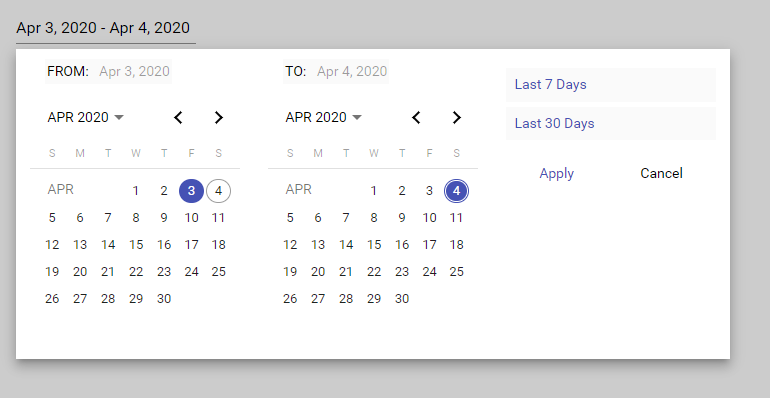 Apr 3, 2020 - Apr 4, 2020
FROM: Apr 3, 2020
APR 2020
S M T W T F S
APR 1 2 3 4
5 6 7 8 9 10 11
12 13 14 15 16 17 18
19 20 21 22 23 24 25
26 27 28 29 30
TO: Apr 4, 2020
APR 2020
S M T W T F S
APR 1 2 3 4
5 6 7 8 9 10 11
12 13 14 15 16 17 18
19 20 21 22 23 24 25
26 27 28 29 30
Last 7 Days
Last 30 Days
Apply Cancel